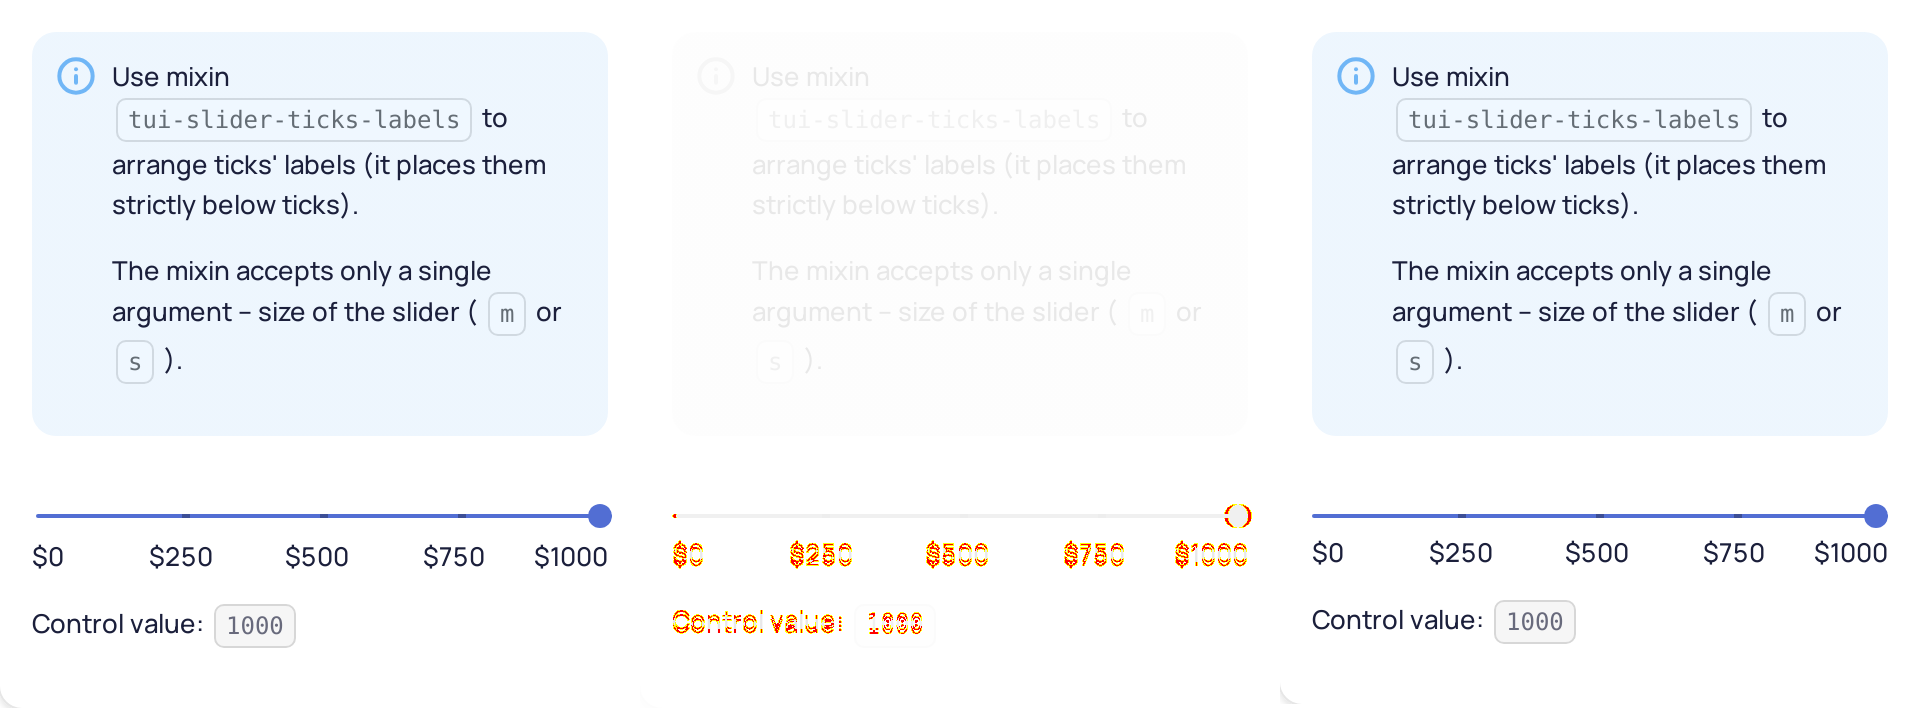 Use mixin
tui-slider-ticks-labels to
arrange ticks' labels (it places them
strictly below ticks).
The mixin accepts only a single
argument – size of the slider ( m or
s ).
$0 $250 $500 $750 $1000
Control value: 1000
Use mixin
tui-slider-ticks-labels to
arrange ticks' labels (it places them
strictly below ticks).
The mixin accepts only a single
argument – size of the slider ( m or
s ).
$0 $250 $500 $750 $1000
Control value: 1000
Use mixin
tui-slider-ticks-labels to
arrange ticks' labels (it places them
strictly below ticks).
The mixin accepts only a single
argument – size of the slider ( m or
s ).
$0 $250 $500 $750 $1000
Control value: 1000